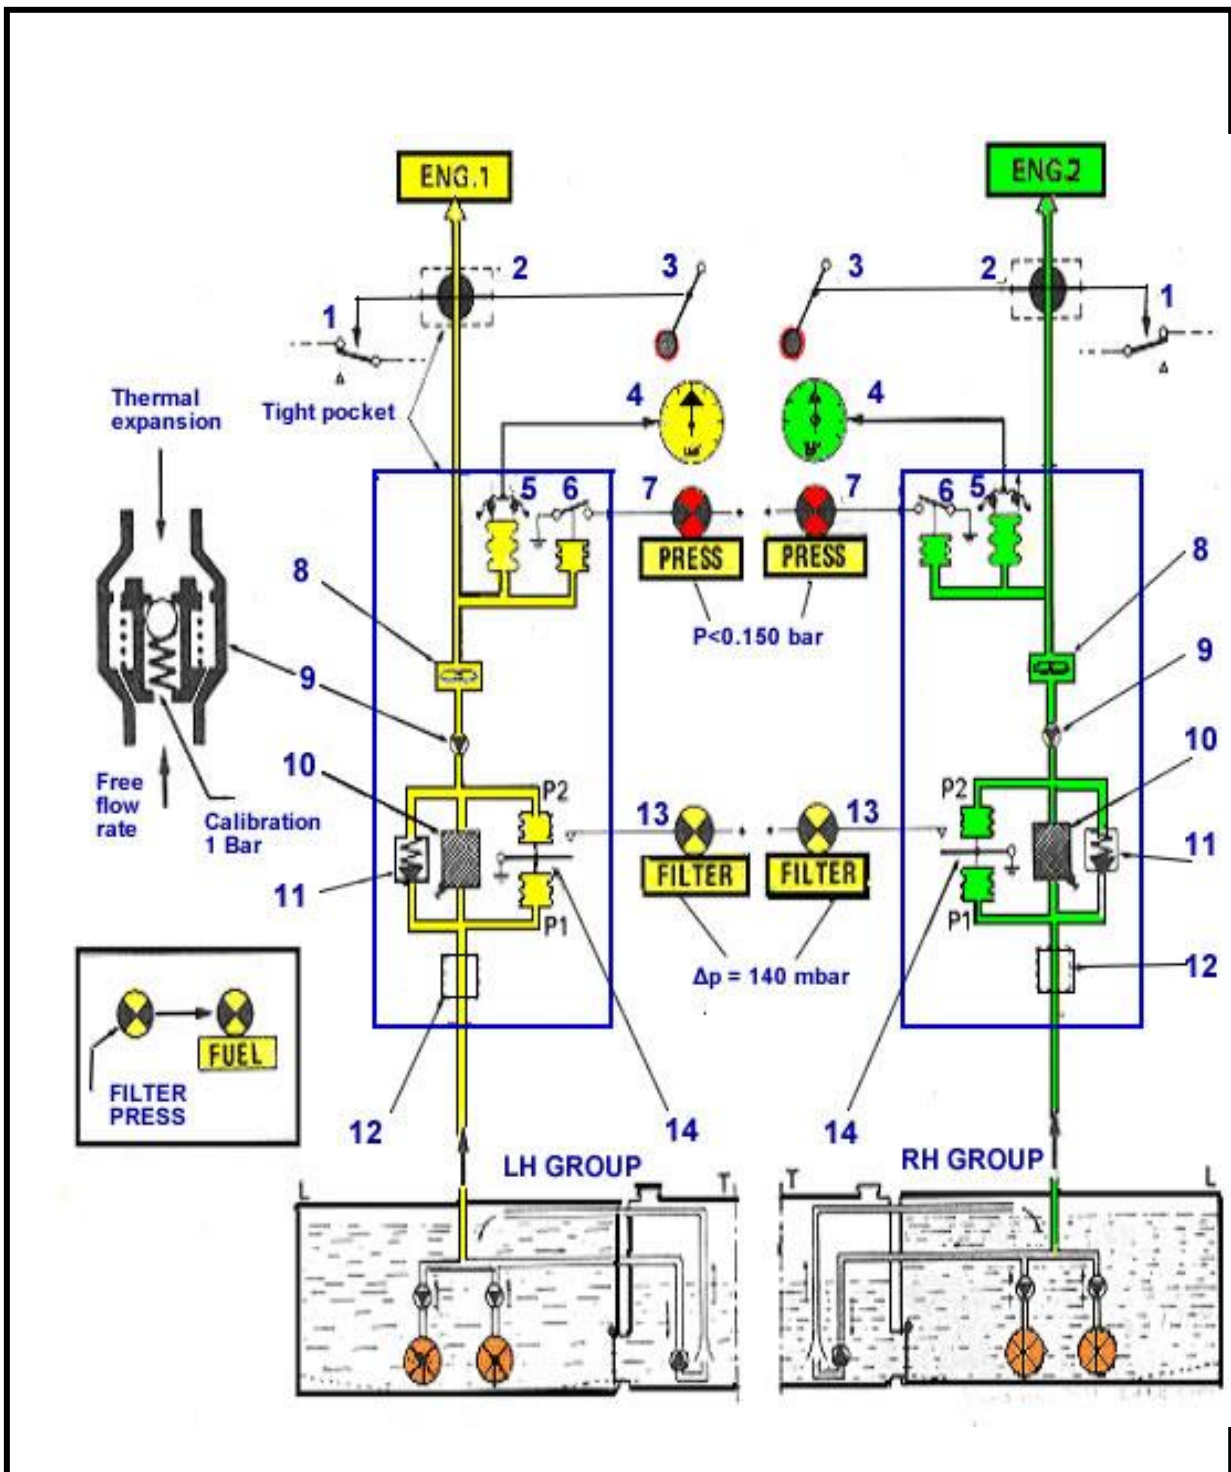 ENG.1
ENG.2
2
3
3
2
1
1
Thermal
expansion
Tight pocket
4
4
5
6
7
7
6
5
PRESS
PRESS
8
8
P<0.150 bar
9
9
10
10
P2
P2
Free
flow
rate
Calibration
1 Bar
13
13
11
11
FILTER
FILTER
P1
P1
12
Δp = 140 mbar
FUEL
FILTER
PRESS
12
14
14
LH GROUP
RH GROUP
L
T
T
L